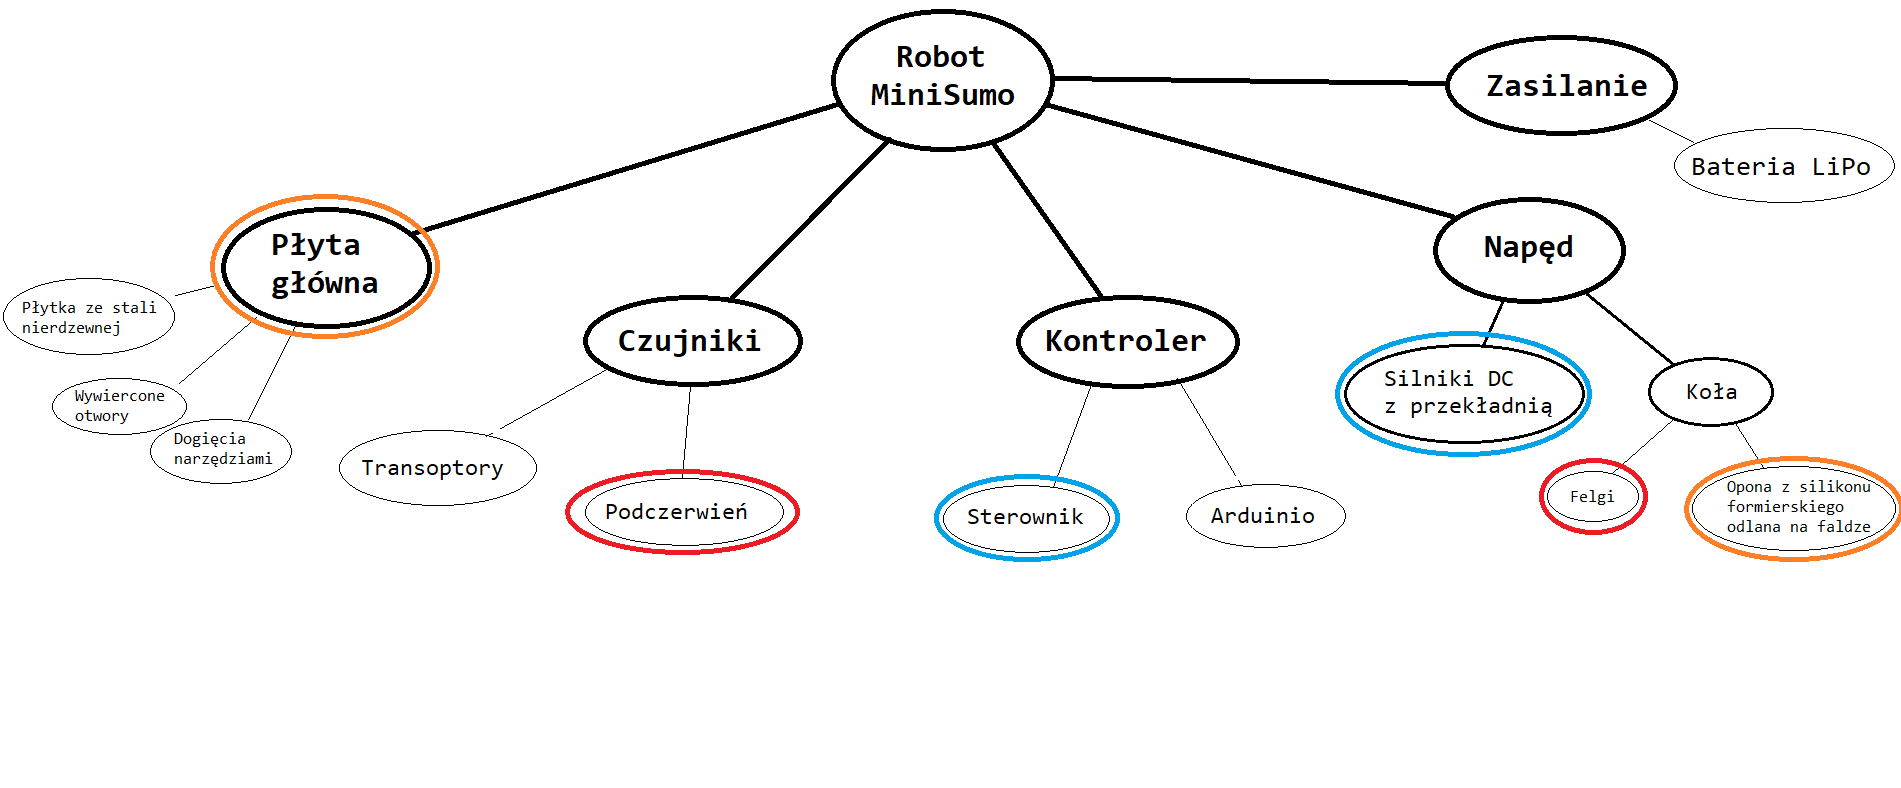 Robot
MiniSumo
Zasilanie
Bateria LiPo
Płyta
główna
Płytka ze stali
nierdzewnej
Wywiercone
otwory
Dogięcia
narzędziami
Czujniki
Transoptory
Podczerwień
Kontroler
Sterownik
Arduinio
Napęd
Silniki DC
z przekładnią
Koła
Felgi
Opona z silikonu
formierskiego
odlana na faldze